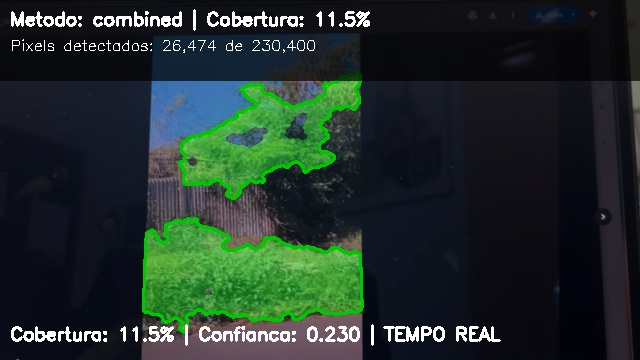 Metodo: combined | Cobertura: 11.5%
Pixels detectados: 26,474 de 230,400
Cobertura: 11.5% | Confianca: 0.230 | TEMPO REAL